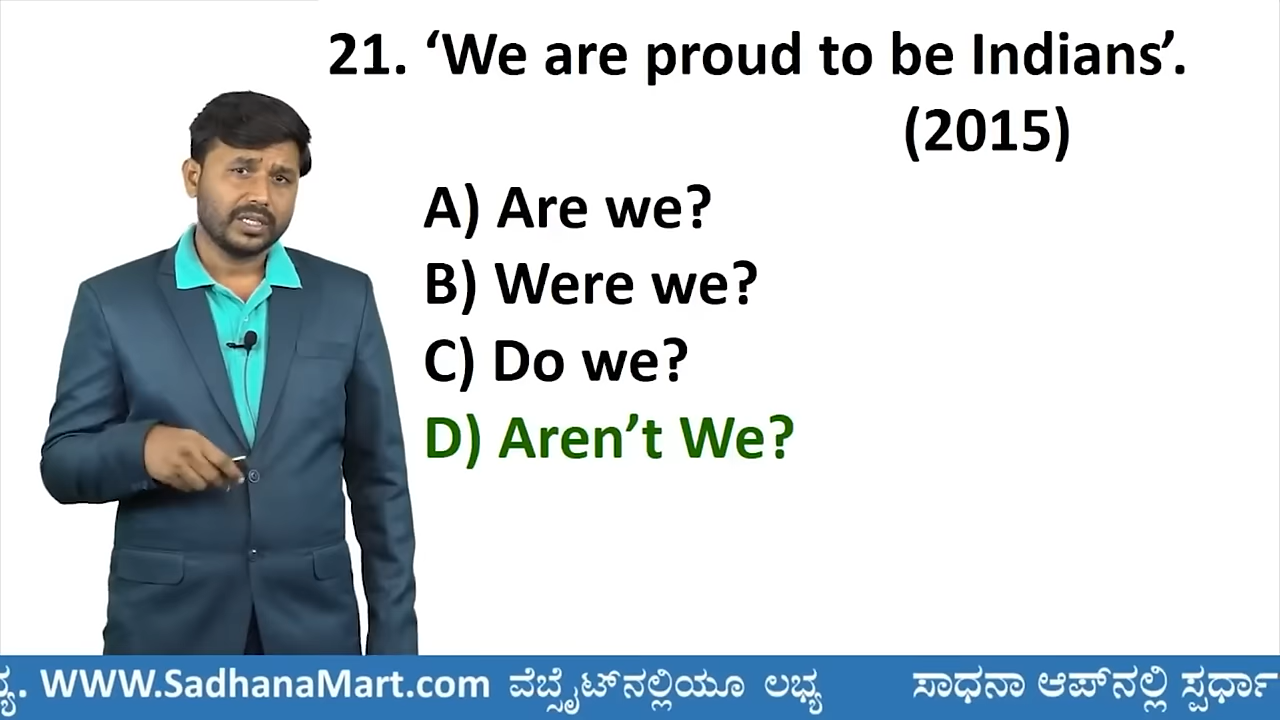 21. ‘We are proud to be Indians’.
(2015)
A) Are we?
B) Were we?
C) Do we?
D) Aren’t We?
WWW.SadhanaMart.com ವೆಬ್ಸೈಟ್‌ನಲ್ಲಿಯೂ ಲಭ್ಯ ಸಾಧನಾ ಆಪ್‌ನಲ್ಲಿ ಸ್ಪರ್ಧಾ